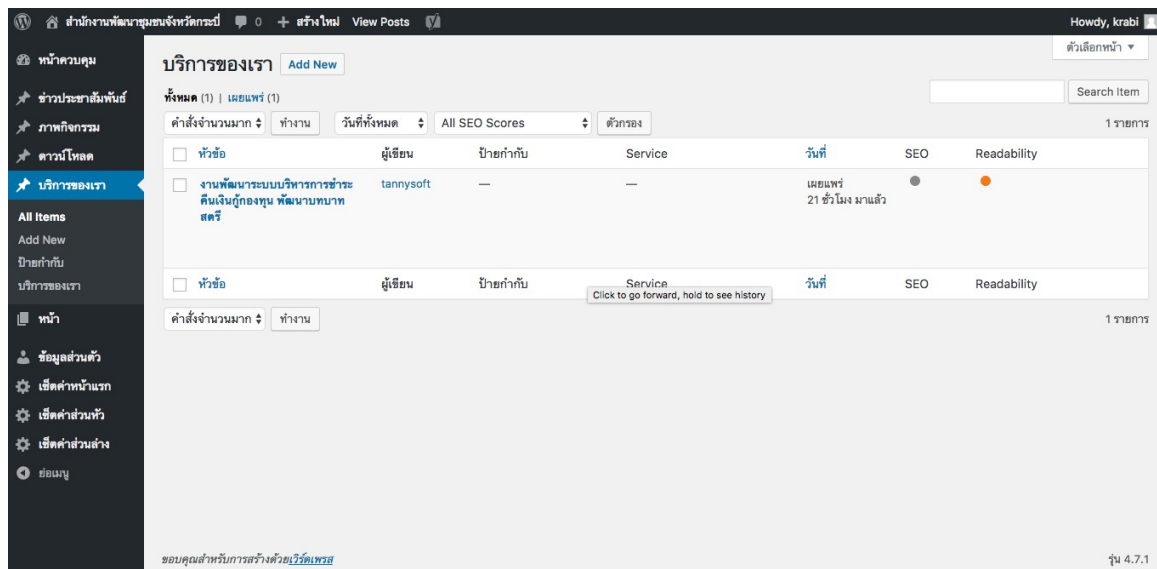 สำนักงานพัฒนาชุมชนจังหวัดกระบี่ 0 + สร้างใหม่ View Posts Howdy, krabi
ตัวเลือกหน้า
หน้าควบคุม
ข่าวประชาสัมพันธ์
ภาพกิจกรรม
ดาวน์โหลด
บริการของเรา
All Items
Add New
ป้ายกำกับ
บริการของเรา
หน้า
ข้อมูลส่วนตัว
เซ็ตค่าหน้าแรก
เซ็ตค่าส่วนหัว
เซ็ตค่าส่วนล่าง
ย่อเมนู
บริการของเรา Add New
ทั้งหมด (1) | เผยแพร่ (1)
Search Item
คำสั่งจำนวนมาก ทำงาน วันที่ทั้งหมด All SEO Scores ตัวกรอง 1 รายการ
หัวข้อ ผู้เขียน ป้ายกำกับ Service วันที่ SEO Readability
งานพัฒนาระบบบริหารการชำระ tannysoft — — เผยแพร่
คืนเงินกู้กองทุน พัฒนาบทบาท 21 ชั่วโมง มาแล้ว
สตรี
หัวข้อ ผู้เขียน ป้ายกำกับ Service วันที่ SEO Readability
Click to go forward, hold to see history
คำสั่งจำนวนมาก ทำงาน 1 รายการ
ขอบคุณสำหรับการสร้างด้วยเวิร์ดเพรส รุ่น 4.7.1